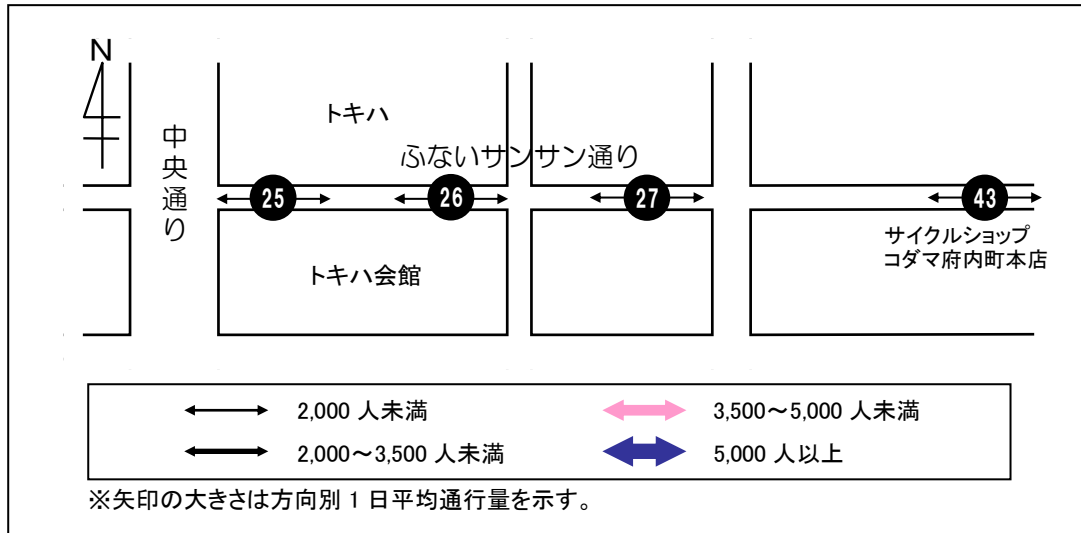 N
トキハ
中央通り
ふないサンサン通り
25
26
27
43
サイクルショップ
コダマ府内町本店
トキハ会館
2,000 人未満
3,500～5,000 人未満
2,000～3,500 人未満
5,000 人以上
※矢印の大きさは方向別 1 日平均通行量を示す。